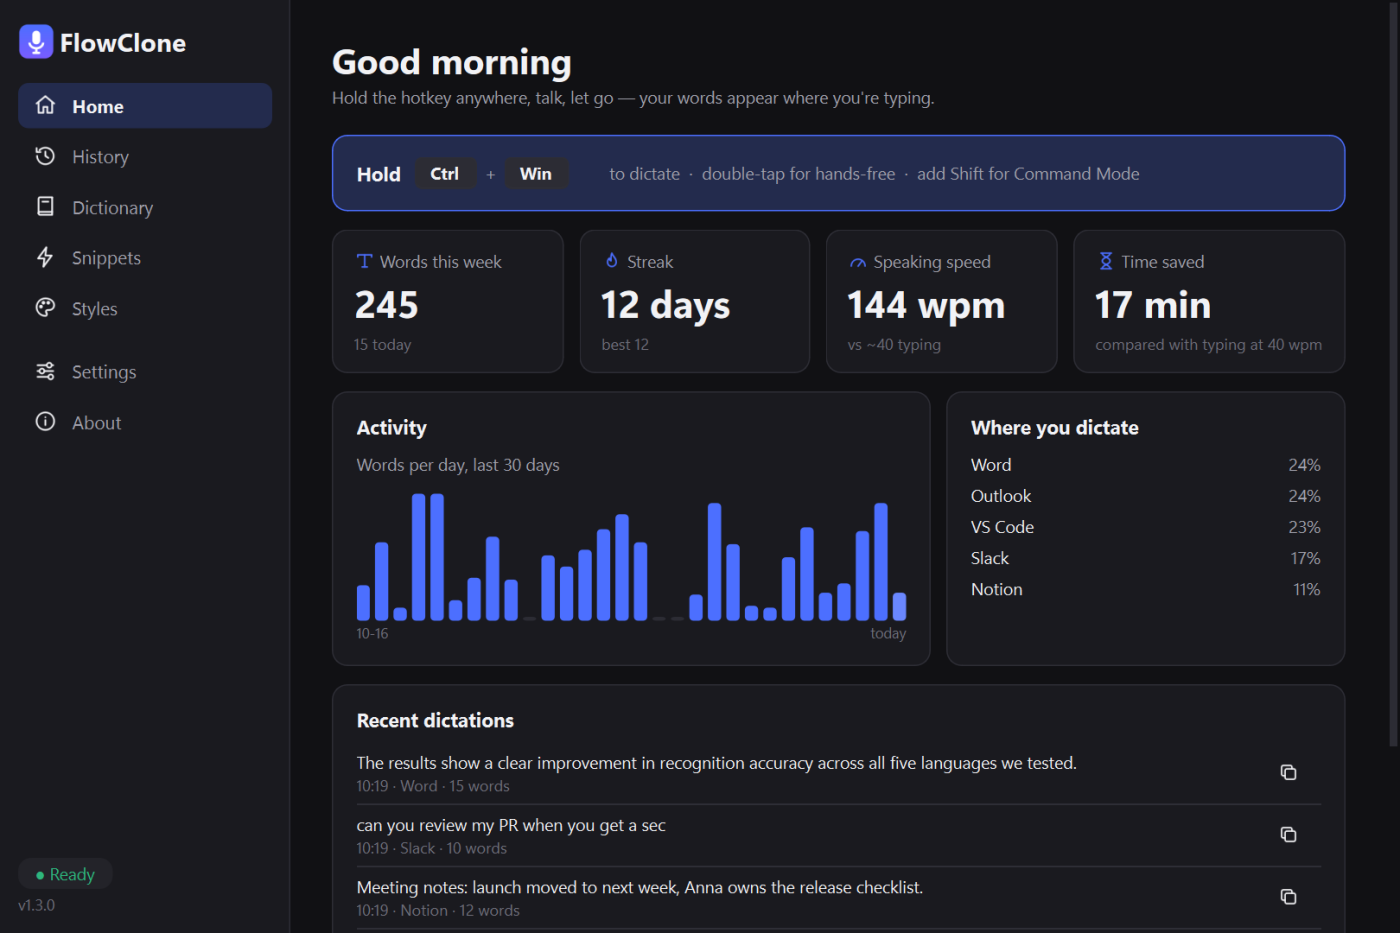 FlowClone
Home
History
Dictionary
Snippets
Styles
Settings
About
Ready
v1.3.0
Good morning
Hold the hotkey anywhere, talk, let go — your words appear where you're typing.
Hold Ctrl + Win to dictate · double-tap for hands-free · add Shift for Command Mode
Words this week
245
15 today
Streak
12 days
best 12
Speaking speed
144 wpm
vs ~40 typing
Time saved
17 min
compared with typing at 40 wpm
Activity
Words per day, last 30 days
10-16
today
Where you dictate
Word 24%
Outlook 24%
VS Code 23%
Slack 17%
Notion 11%
Recent dictations
The results show a clear improvement in recognition accuracy across all five languages we tested.
10:19 · Word · 15 words
can you review my PR when you get a sec
10:19 · Slack · 10 words
Meeting notes: launch moved to next week, Anna owns the release checklist.
10:19 · Notion · 12 words